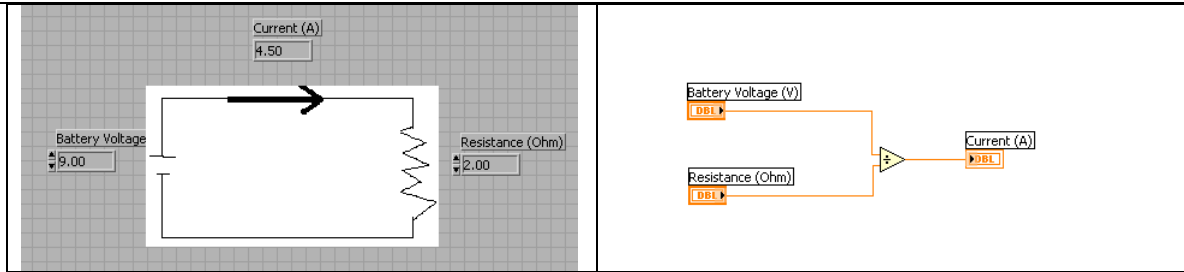 Current (A)
4.50
Battery Voltage
9.00
Resistance (Ohm)
2.00
Battery Voltage (V)
DBL
Resistance (Ohm)
DBL
÷
Current (A)
DBL